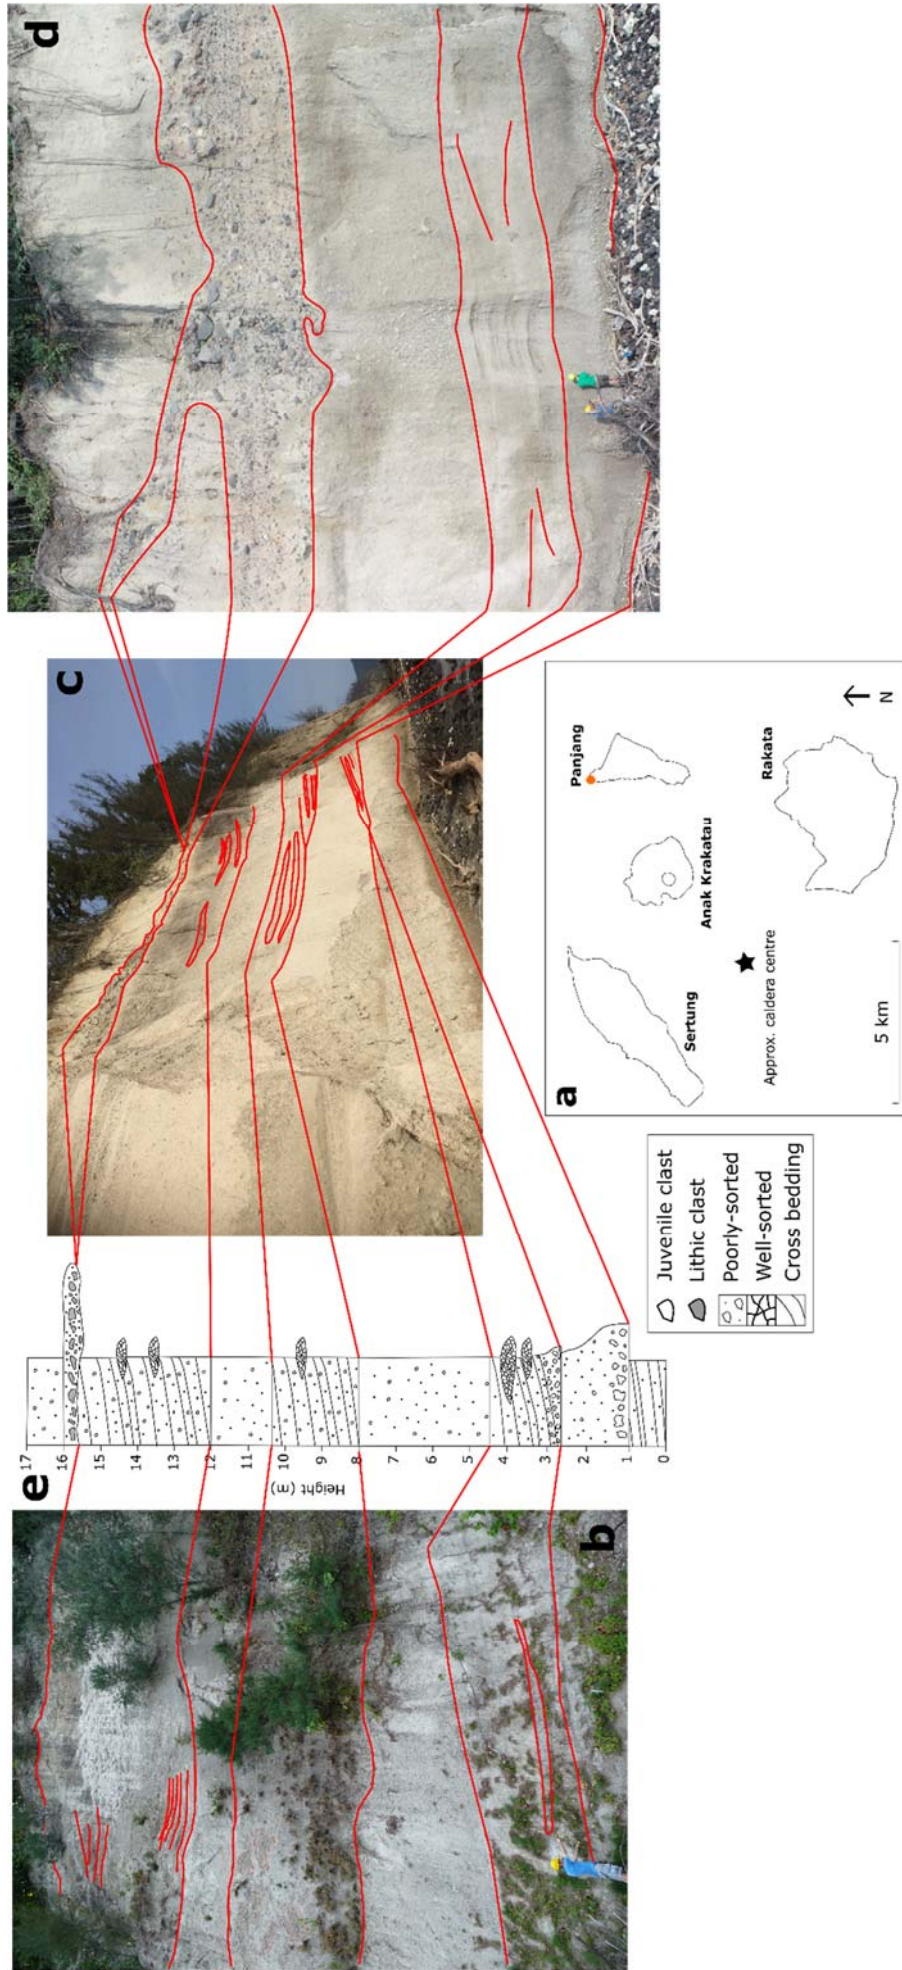 d
c
e
b
17
16
15
14
13
12
11
10
9
8
7
6
5
4
3
2
1
0
Height (m)
Juvenile clast
Lithic clast
Poorly-sorted
Well-sorted
Cross bedding
a
Panjang
Sertung
Anak Krakatau
Rakata
Approx. caldera centre
5 km
N